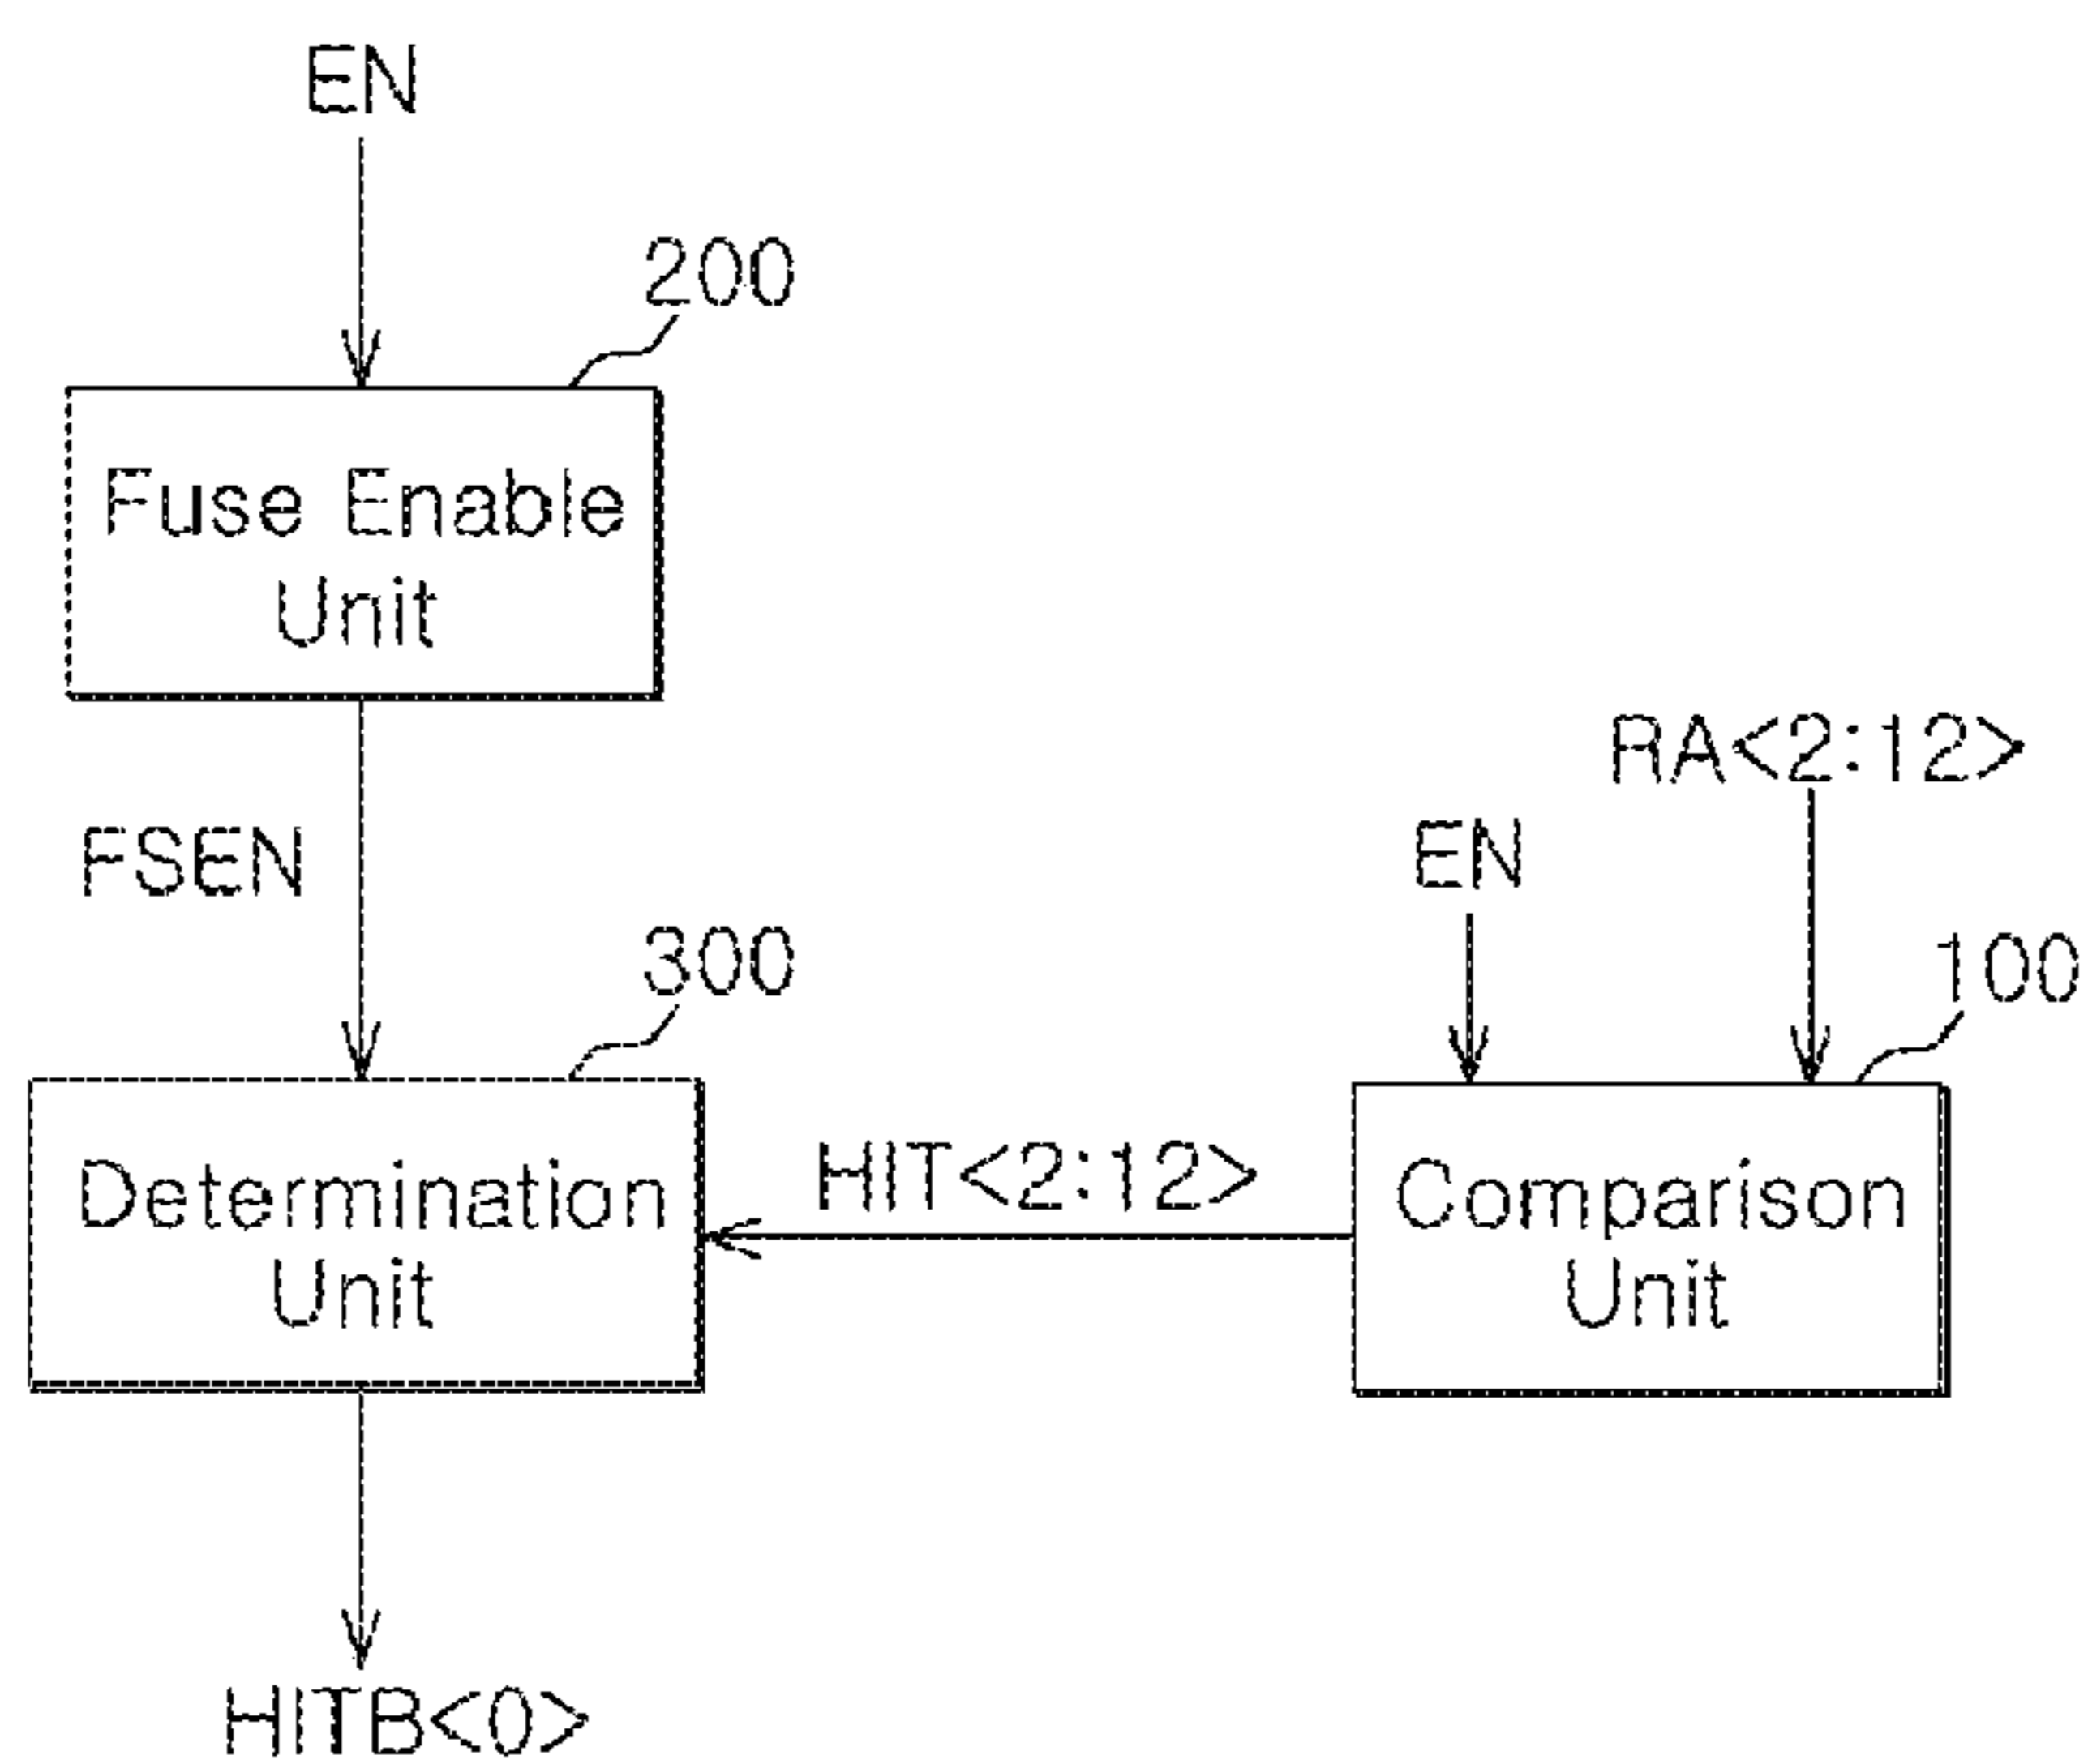 EN
200
Fuse Enable
Unit
RA<2:12>
FSEN
EN
300
100
Determination
Unit
HIT<2:12>
Comparison
Unit
HITB<0>